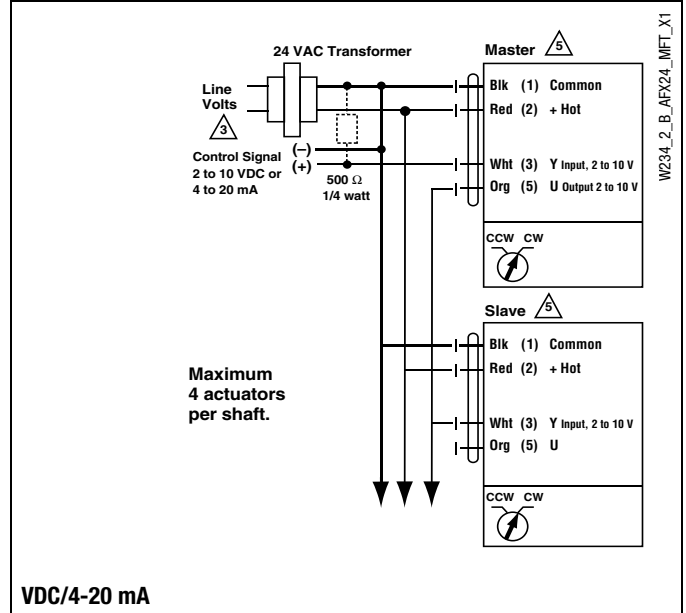 24 VAC Transformer
Line
Volts
3
Control Signal
2 to 10 VDC or
4 to 20 mA
(–)
(+)
500 Ω
1/4 watt
Master 5
Blk (1) Common
Red (2) + Hot
Wht (3) Y Input, 2 to 10 V
Org (5) U Output 2 to 10 V
CCW CW
W234_2_B_AFX24_MFT_X1
Maximum
4 actuators
per shaft.
Slave 5
Blk (1) Common
Red (2) + Hot
Wht (3) Y Input, 2 to 10 V
Org (5) U
CCW CW
VDC/4-20 mA